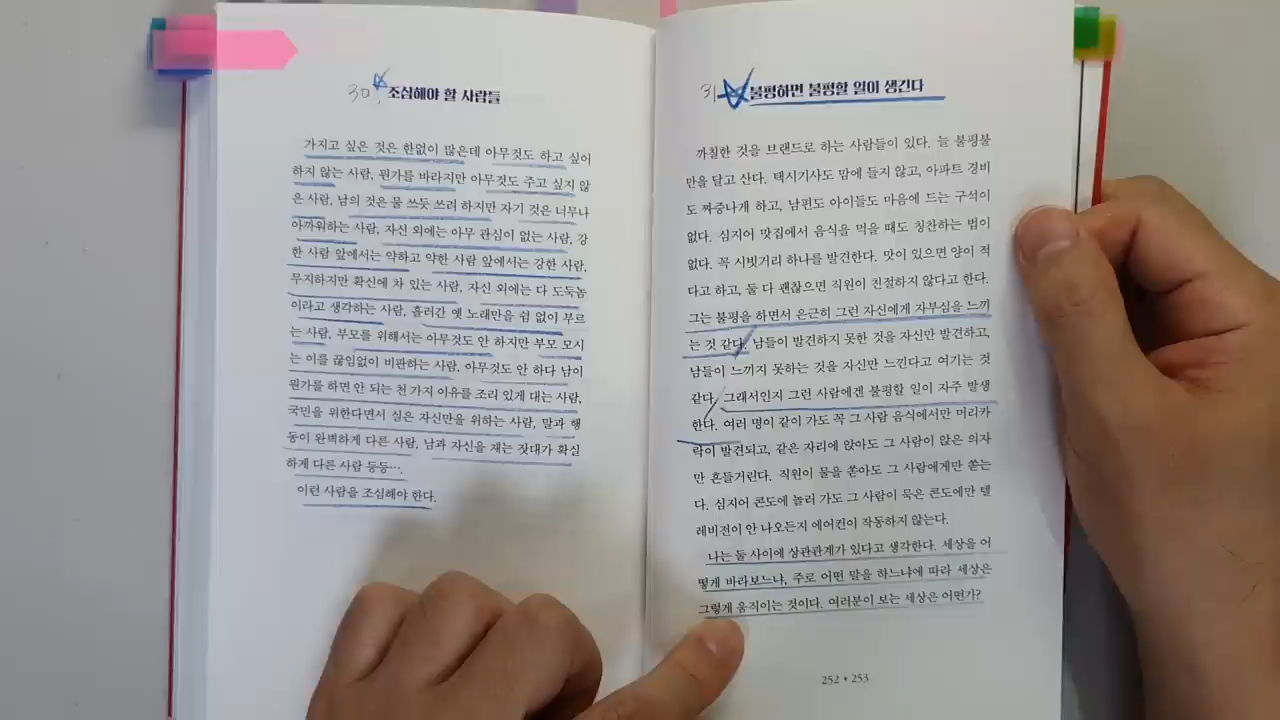 30.
조심해야 할 사람들
가지고 싶은 것은 한없이 많은데 아무것도 하고 싶어
하지 않는 사람, 뭔가를 바라지만 아무것도 주고 싶지 않
은 사람, 남의 것은 물 쓰듯 쓰려 하지만 자기 것은 너무나
아까워하는 사람, 자신 외에는 아무 관심이 없는 사람, 강
한 사람 앞에서는 약하고 약한 사람 앞에서는 강한 사람,
무지하지만 확신에 차 있는 사람, 자신 외에는 다 도둑놈
이라고 생각하는 사람, 흘러간 옛 노래만을 쉼 없이 부르
는 사람, 부모를 위해서는 아무것도 안 하지만 부모 모시
는 이를 끊임없이 비판하는 사람, 아무것도 안 하다 남이
뭔가를 하면 안 되는 천 가지 이유를 조리 있게 대는 사람,
국민을 위한다면서 실은 자신만을 위하는 사람, 말과 행
동이 완벽하게 다른 사람, 남과 자신을 재는 잣대가 확실
하게 다른 사람 등등….
이런 사람을 조심해야 한다.
31
불평하면 불평할 일이 생긴다
까칠한 것을 브랜드로 하는 사람들이 있다. 늘 불평불
만을 달고 산다. 택시기사도 맘에 들지 않고, 아파트 경비
도 짜증나게 하고, 남편도 아이들도 마음에 드는 구석이
없다. 심지어 맛집에서 음식을 먹을 때도 칭찬하는 법이
없다. 꼭 시빗거리 하나를 발견한다. 맛이 있으면 양이 적
다고 하고, 둘 다 괜찮으면 직원이 친절하지 않다고 한다.
그는 불평을 하면서 은근히 그런 자신에게 자부심을 느끼
는 것 같다. 남들이 발견하지 못한 것을 자신만 발견하고,
남들이 느끼지 못하는 것을 자신만 느낀다고 여기는 것
같다. 그래서인지 그런 사람에겐 불평할 일이 자주 발생
한다. 여러 명이 같이 가도 꼭 그 사람 음식에서만 머리카
락이 발견되고, 같은 자리에 앉아도 그 사람이 앉은 의자
만 흔들거린다. 직원이 물을 쏟아도 그 사람에게만 쏟는
다. 심지어 콘도에 놀러 가도 그 사람이 묵은 콘도에만 텔
레비전이 안 나오든지 에어컨이 작동하지 않는다.
나는 둘 사이에 상관관계가 있다고 생각한다. 세상을 어
떻게 바라보느냐, 주로 어떤 말을 하느냐에 따라 세상은
그렇게 움직이는 것이다. 여러분이 보는 세상은 어떤가?
252 • 253